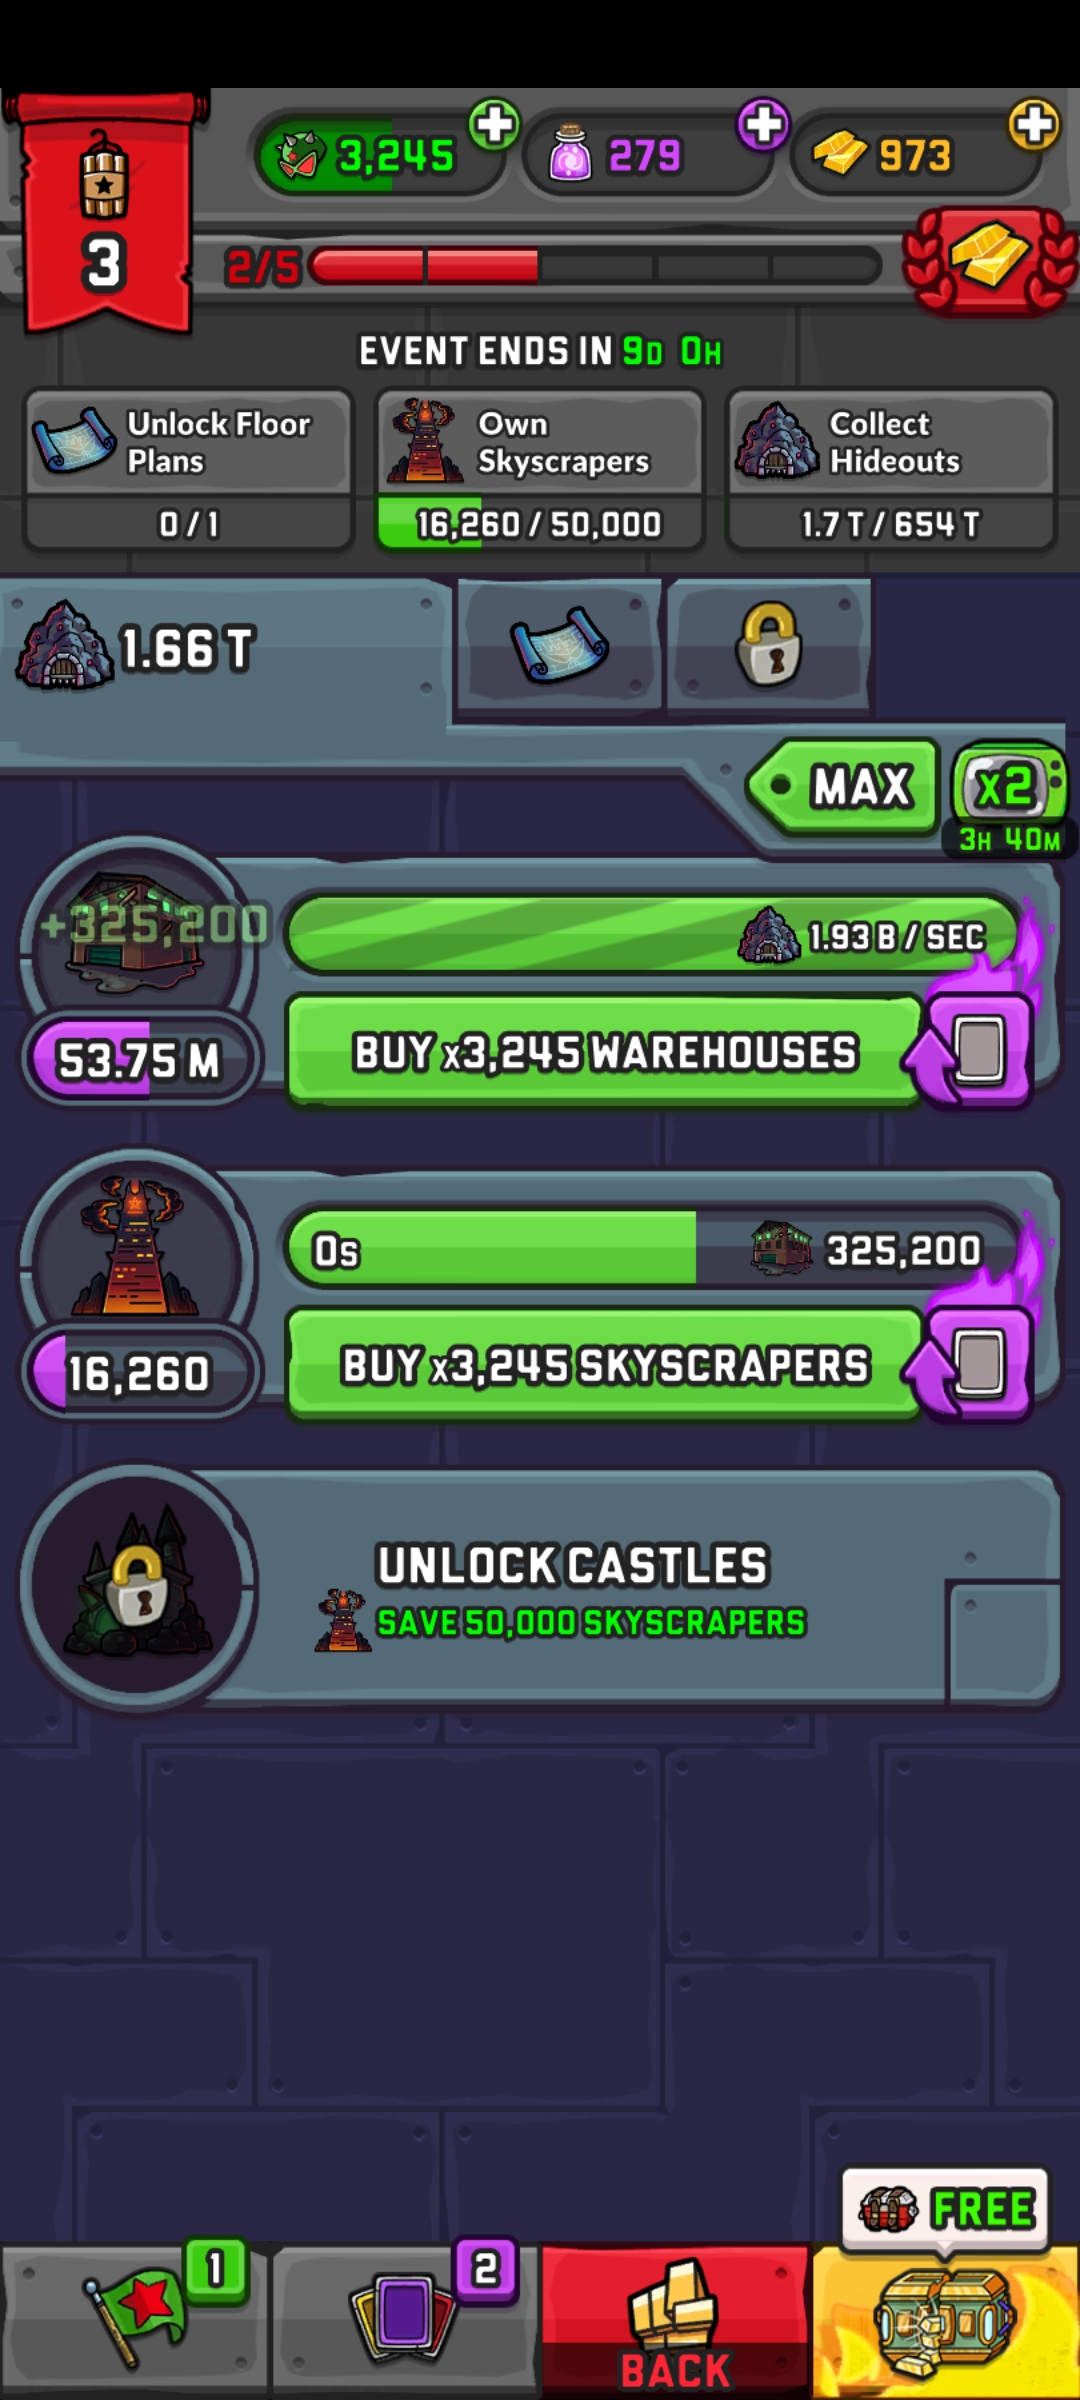 3,245
279
973
3
2/5
EVENT ENDS IN 9D 0H
Unlock Floor Plans
0 / 1
Own Skyscrapers
16,260 / 50,000
Collect Hideouts
1.7 T / 654 T
1.66 T
MAX
x2
3H 40M
+325,200
1.93 B / SEC
53.75 M
BUY x3,245 WAREHOUSES
0s
325,200
16,260
BUY x3,245 SKYSCRAPERS
UNLOCK CASTLES
SAVE 50,000 SKYSCRAPERS
FREE
1
2
BACK